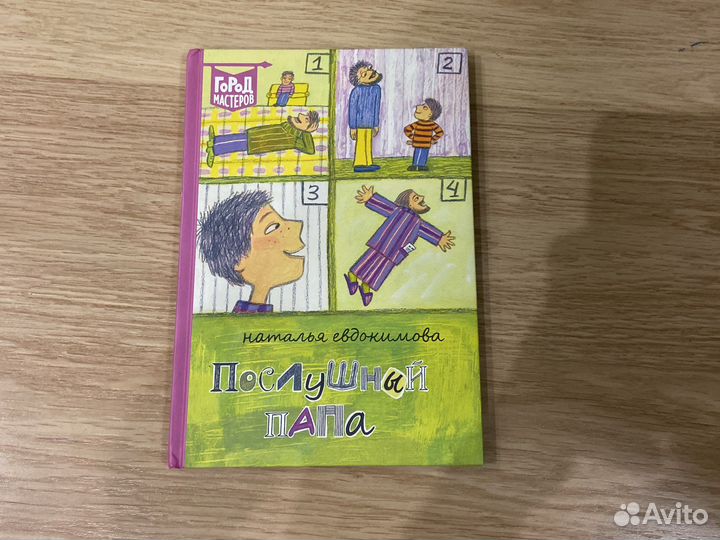 ГОРОД
МАСТЕРОВ
1
2
3
4
наталья евдокимова
Послушный
папа
Avito